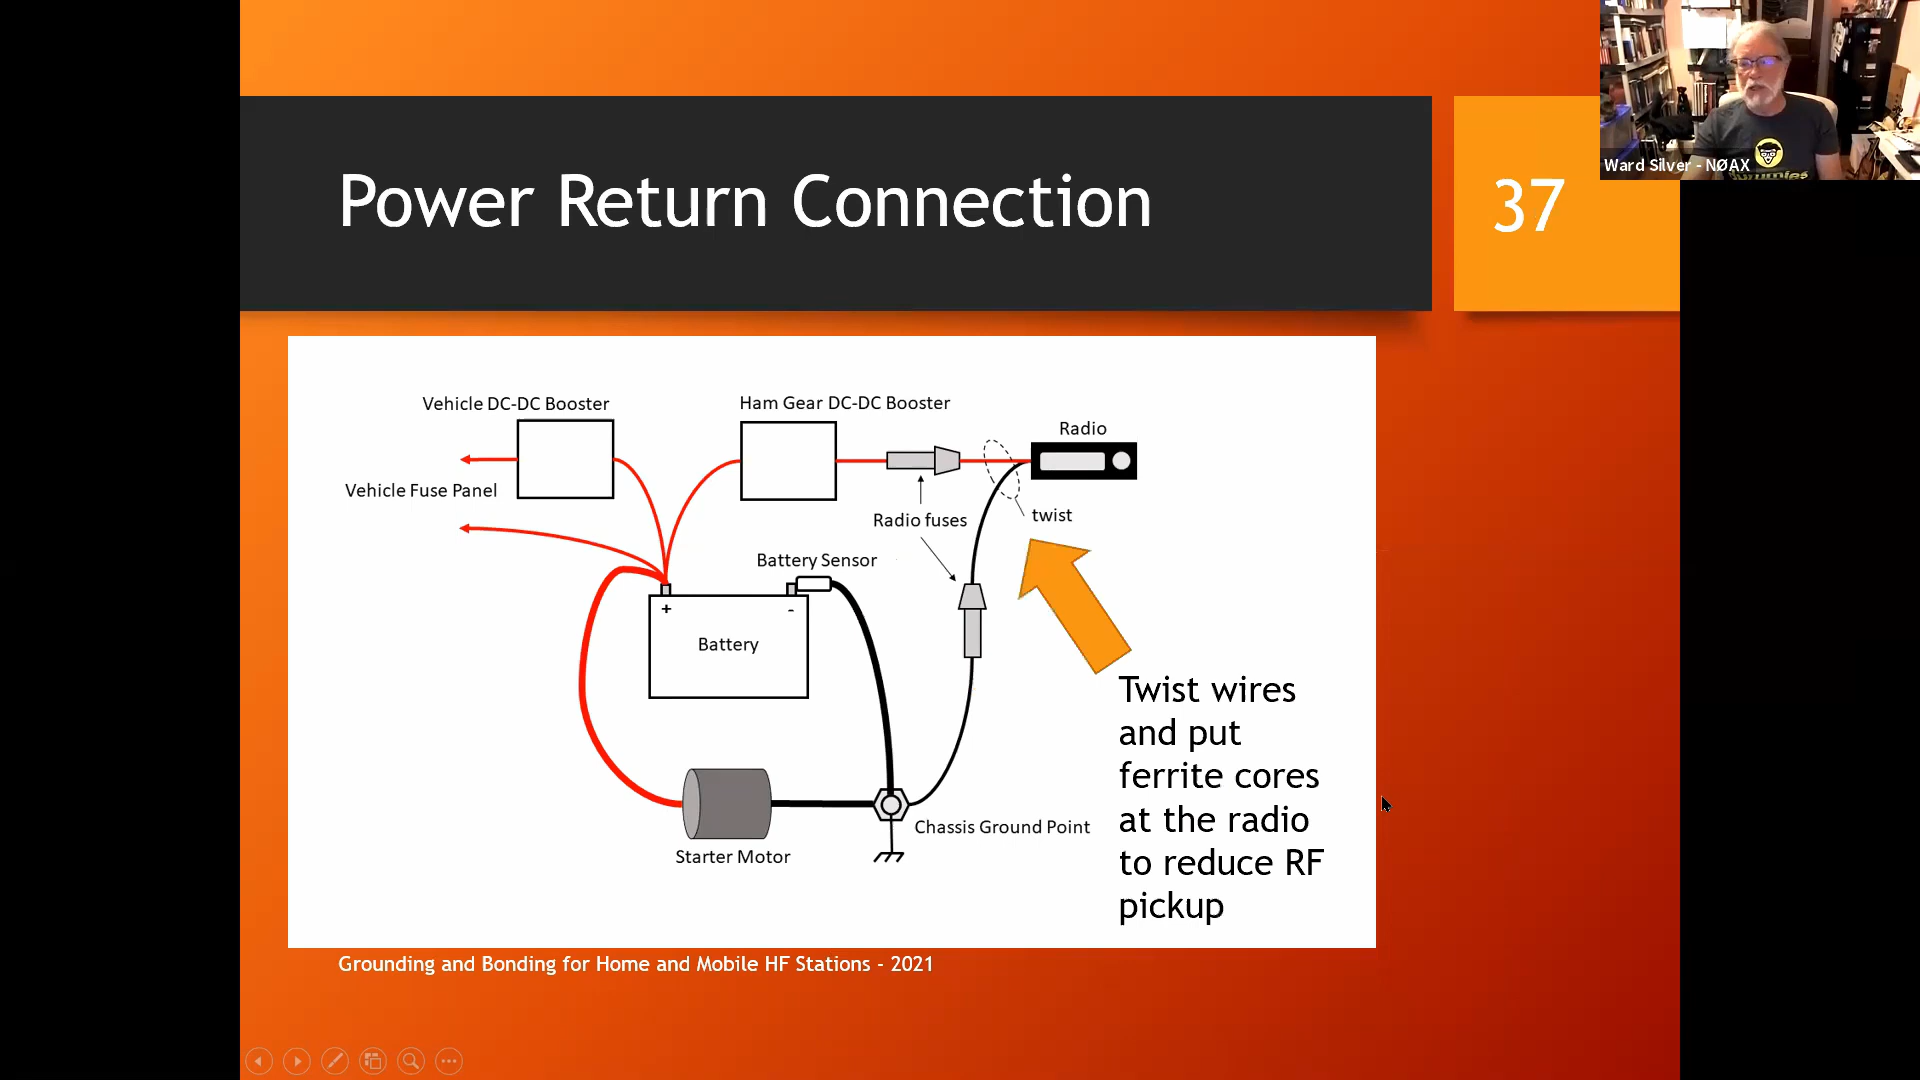 Power Return Connection
37
Ward Silver - NØAX
dummies
Vehicle DC-DC Booster
Ham Gear DC-DC Booster
Radio
Vehicle Fuse Panel
Radio fuses
twist
Battery Sensor
+
-
Battery
Twist wires
and put
ferrite cores
at the radio
to reduce RF
pickup
Chassis Ground Point
Starter Motor
Grounding and Bonding for Home and Mobile HF Stations - 2021